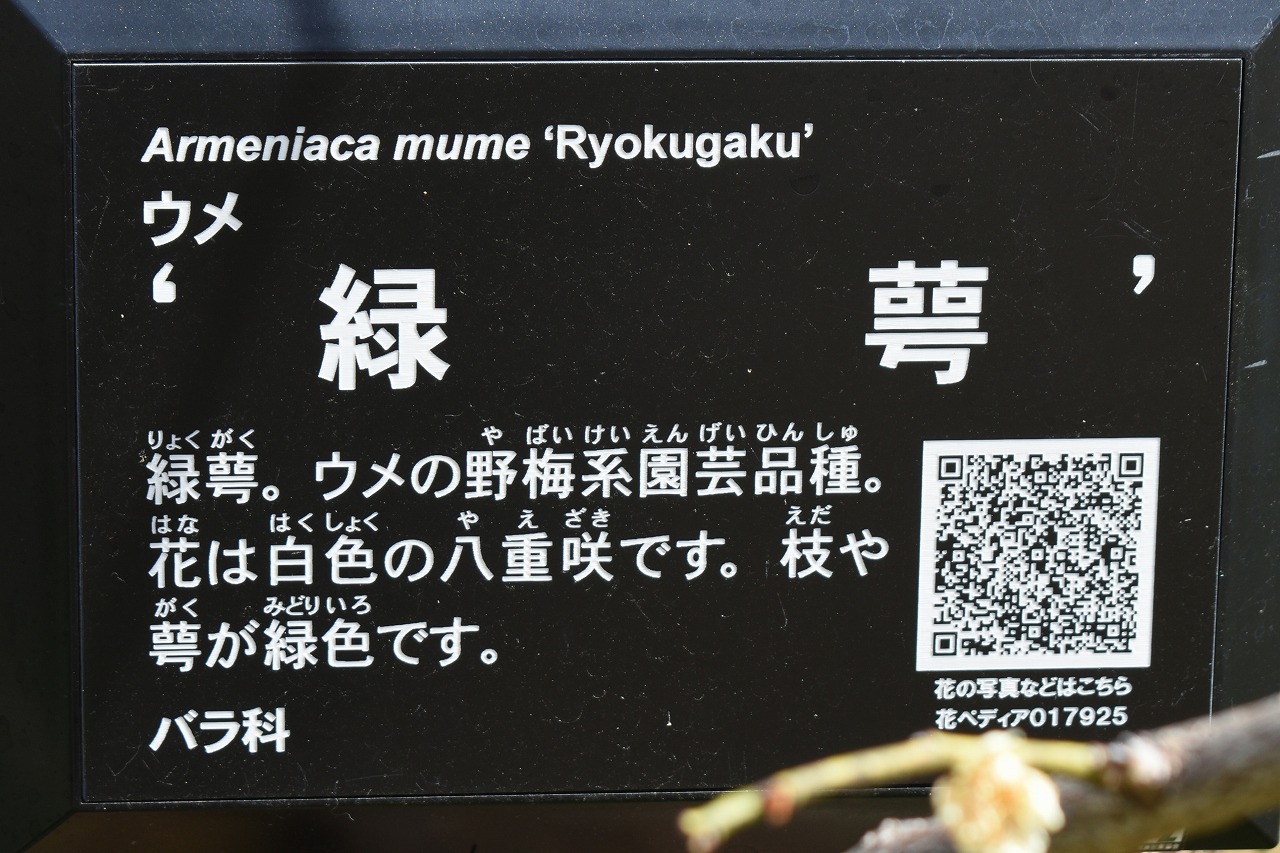 Armeniaca mume ‘Ryokugaku’
ウメ
‘緑　萼’
りょく がく　や ばい けい えん げい ひん しゅ
緑萼。ウメの野梅系園芸品種。
はな　はく しょく　や え ざき　えだ
花は白色の八重咲です。枝や
がく　みどり いろ
萼が緑色です。
バラ科
花の写真などはこちら
花ペディア017925